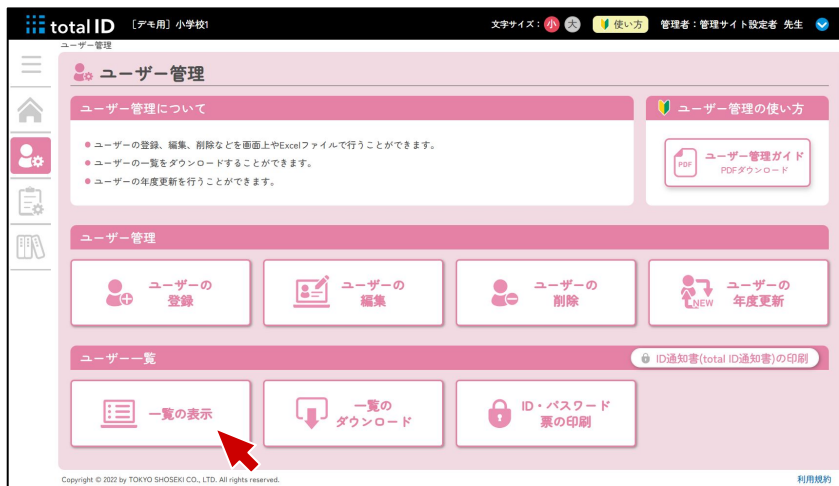 total ID [デモ用] 小学校1 文字サイズ: 小 大 使い方 管理者:管理サイト設定者 先生
ユーザー管理
ユーザー管理
ユーザー管理について
● ユーザーの登録、編集、削除などを画面上やExcelファイルで行うことができます。
● ユーザーの一覧をダウンロードすることができます。
● ユーザーの年度更新を行うことができます。
ユーザー管理の使い方
PDF ユーザー管理ガイド
PDFダウンロード
ユーザー管理
ユーザーの
登録
ユーザーの
編集
ユーザーの
削除
NEW ユーザーの
年度更新
ユーザー一覧 ID通知書(total ID通知書)の印刷
一覧の表示
一覧の
ダウンロード
ID・パスワード
票の印刷
Copyright © 2022 by TOKYO SHOSEKI CO., LTD. All rights reserved. 利用規約